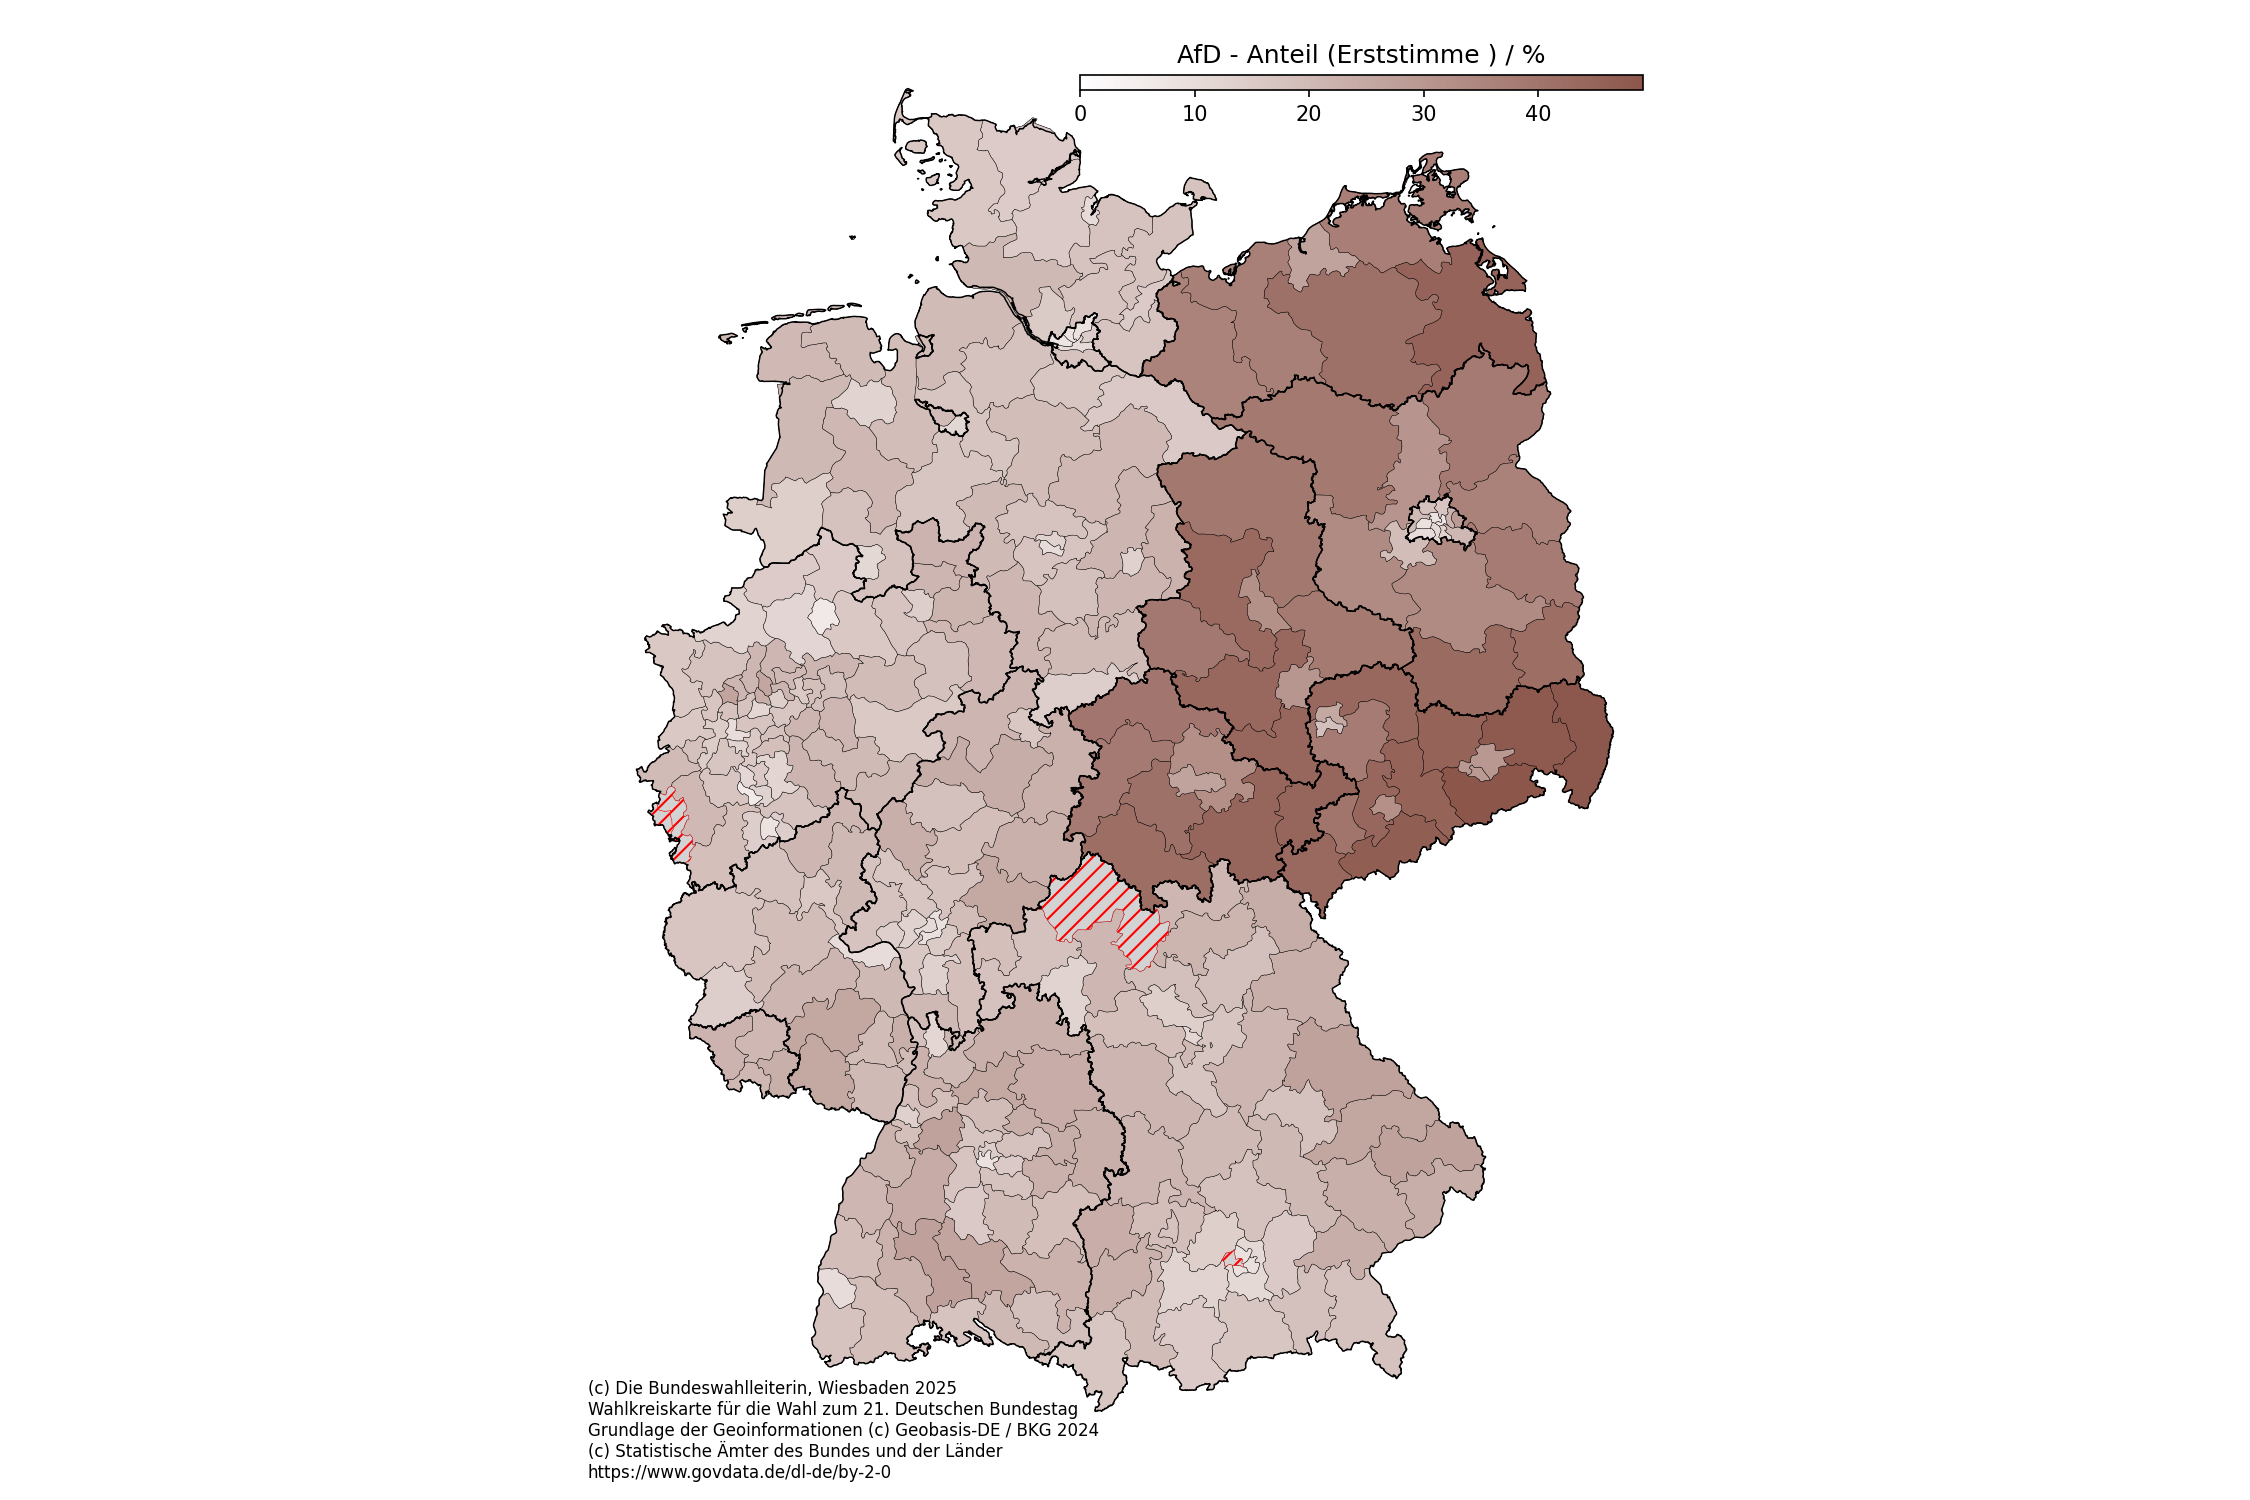 AfD - Anteil (Erststimme ) / %
0 10 20 30 40
(c) Die Bundeswahlleiterin, Wiesbaden 2025
Wahlkreiskarte für die Wahl zum 21. Deutschen Bundestag
Grundlage der Geoinformationen (c) Geobasis-DE / BKG 2024
(c) Statistische Ämter des Bundes und der Länder
https://www.govdata.de/dl-de/by-2-0